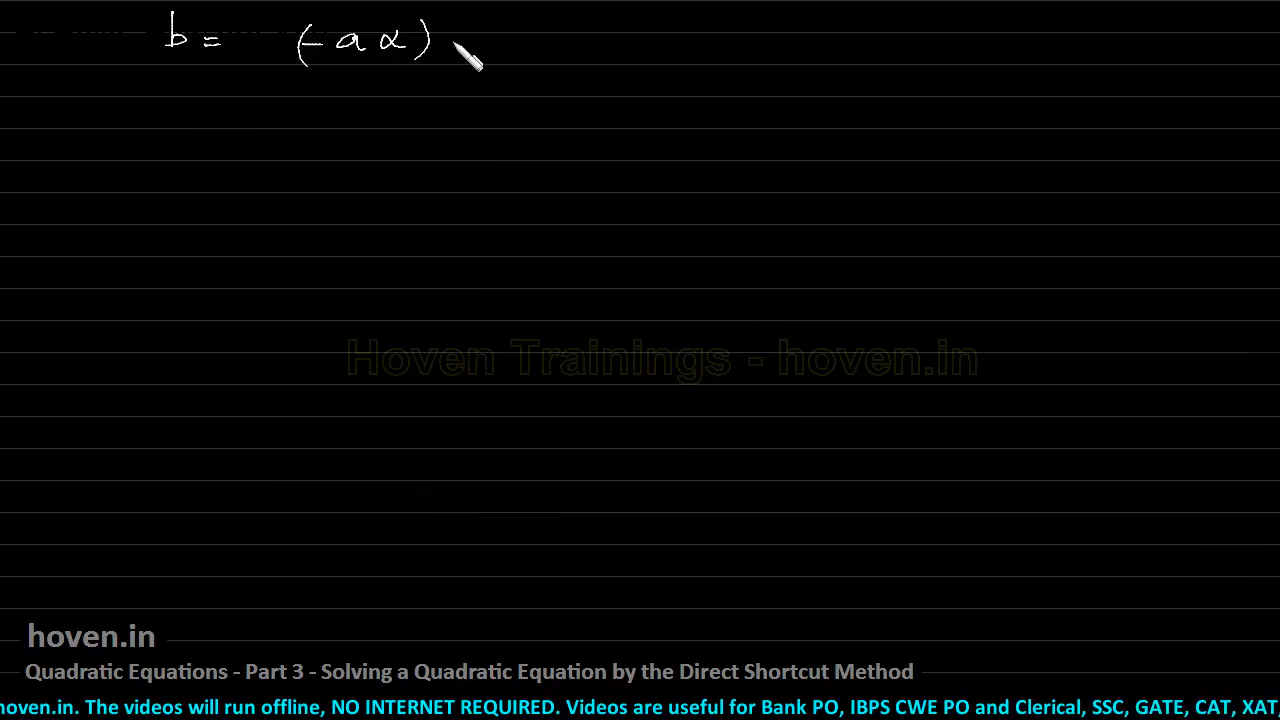 b = (- a α)
Hoven Trainings - hoven.in
hoven.in
Quadratic Equations - Part 3 - Solving a Quadratic Equation by the Direct Shortcut Method
hoven.in. The videos will run offline, NO INTERNET REQUIRED. Videos are useful for Bank PO, IBPS CWE PO and Clerical, SSC, GATE, CAT, XAT,